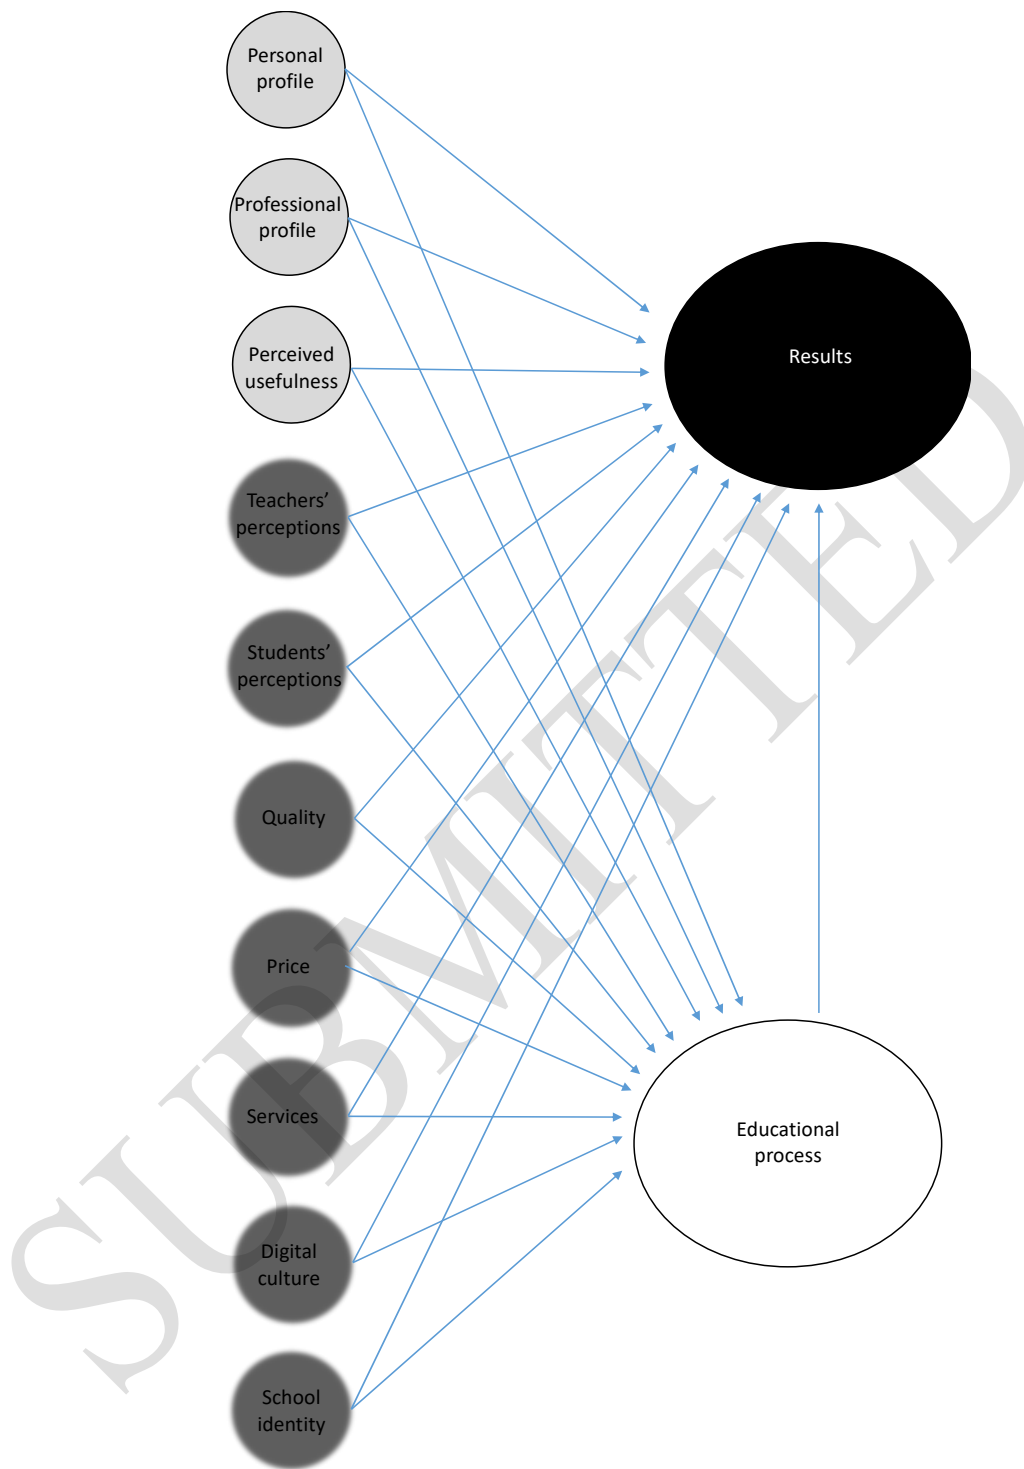 Personal
profile
Professional
profile
Perceived
usefulness
Results
Teachers’
perceptions
Students’
perceptions
Quality
Price
Services
Educational
process
Digital
culture
School
identity
SUBMITTED